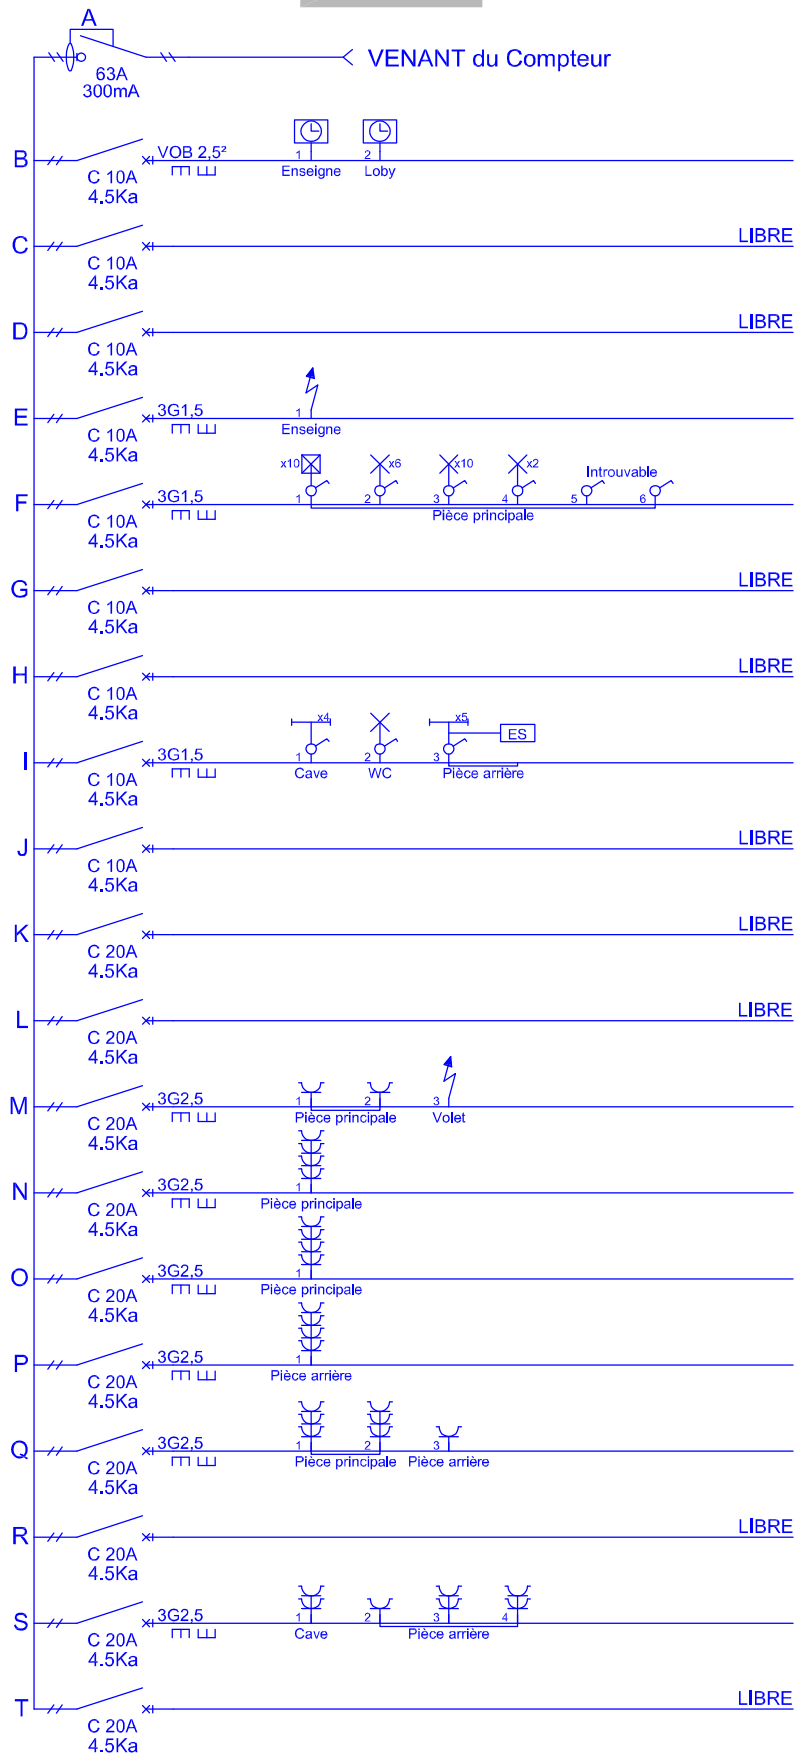 A
VENANT du Compteur
63A
300mA
B
VOB 2,5²
1 2
Enseigne Loby
C 10A
4.5Ka
C
LIBRE
C 10A
4.5Ka
D
LIBRE
C 10A
4.5Ka
E
3G1,5
1
Enseigne
C 10A
4.5Ka
x10 x6 x10 x2 Introuvable
F
3G1,5
1 2 3 4 5 6
Pièce principale
C 10A
4.5Ka
G
LIBRE
C 10A
4.5Ka
H
LIBRE
C 10A
4.5Ka
x4 x5
ES
I
3G1,5
1 2 3
Cave WC Pièce arrière
C 10A
4.5Ka
J
LIBRE
C 10A
4.5Ka
K
LIBRE
C 20A
4.5Ka
L
LIBRE
C 20A
4.5Ka
M
3G2,5
1 2 3
Pièce principale Volet
C 20A
4.5Ka
N
3G2,5
1
Pièce principale
C 20A
4.5Ka
O
3G2,5
1
Pièce principale
C 20A
4.5Ka
P
3G2,5
1
Pièce arrière
C 20A
4.5Ka
Q
3G2,5
1 2 3
Pièce principale Pièce arrière
C 20A
4.5Ka
R
LIBRE
C 20A
4.5Ka
S
3G2,5
1 2 3 4
Cave Pièce arrière
C 20A
4.5Ka
T
LIBRE
C 20A
4.5Ka